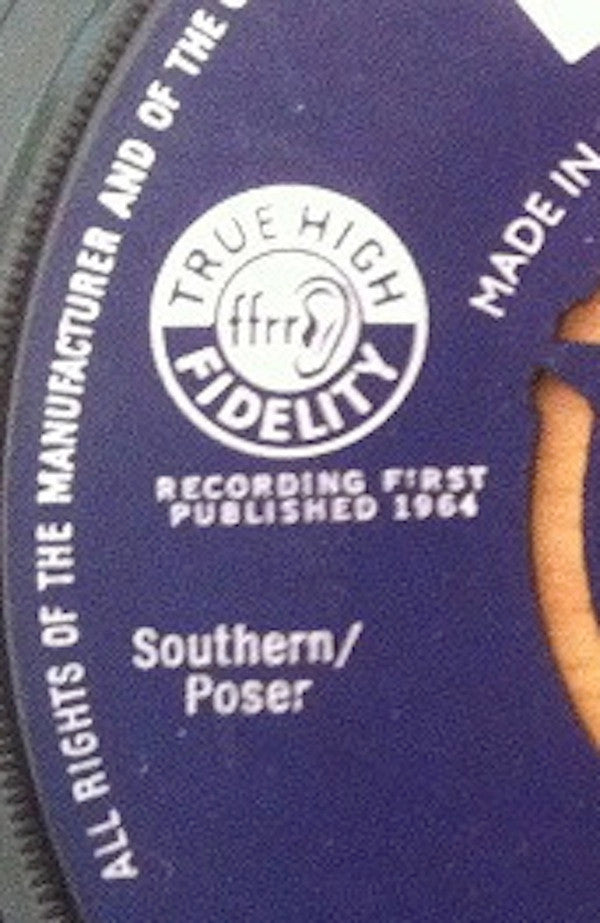 ALL RIGHTS OF THE MANUFACTURER AND OF THE
MADE IN
TRUE HIGH
ffrr
FIDELITY
RECORDING FIRST
PUBLISHED 1964
Southern/
Poser